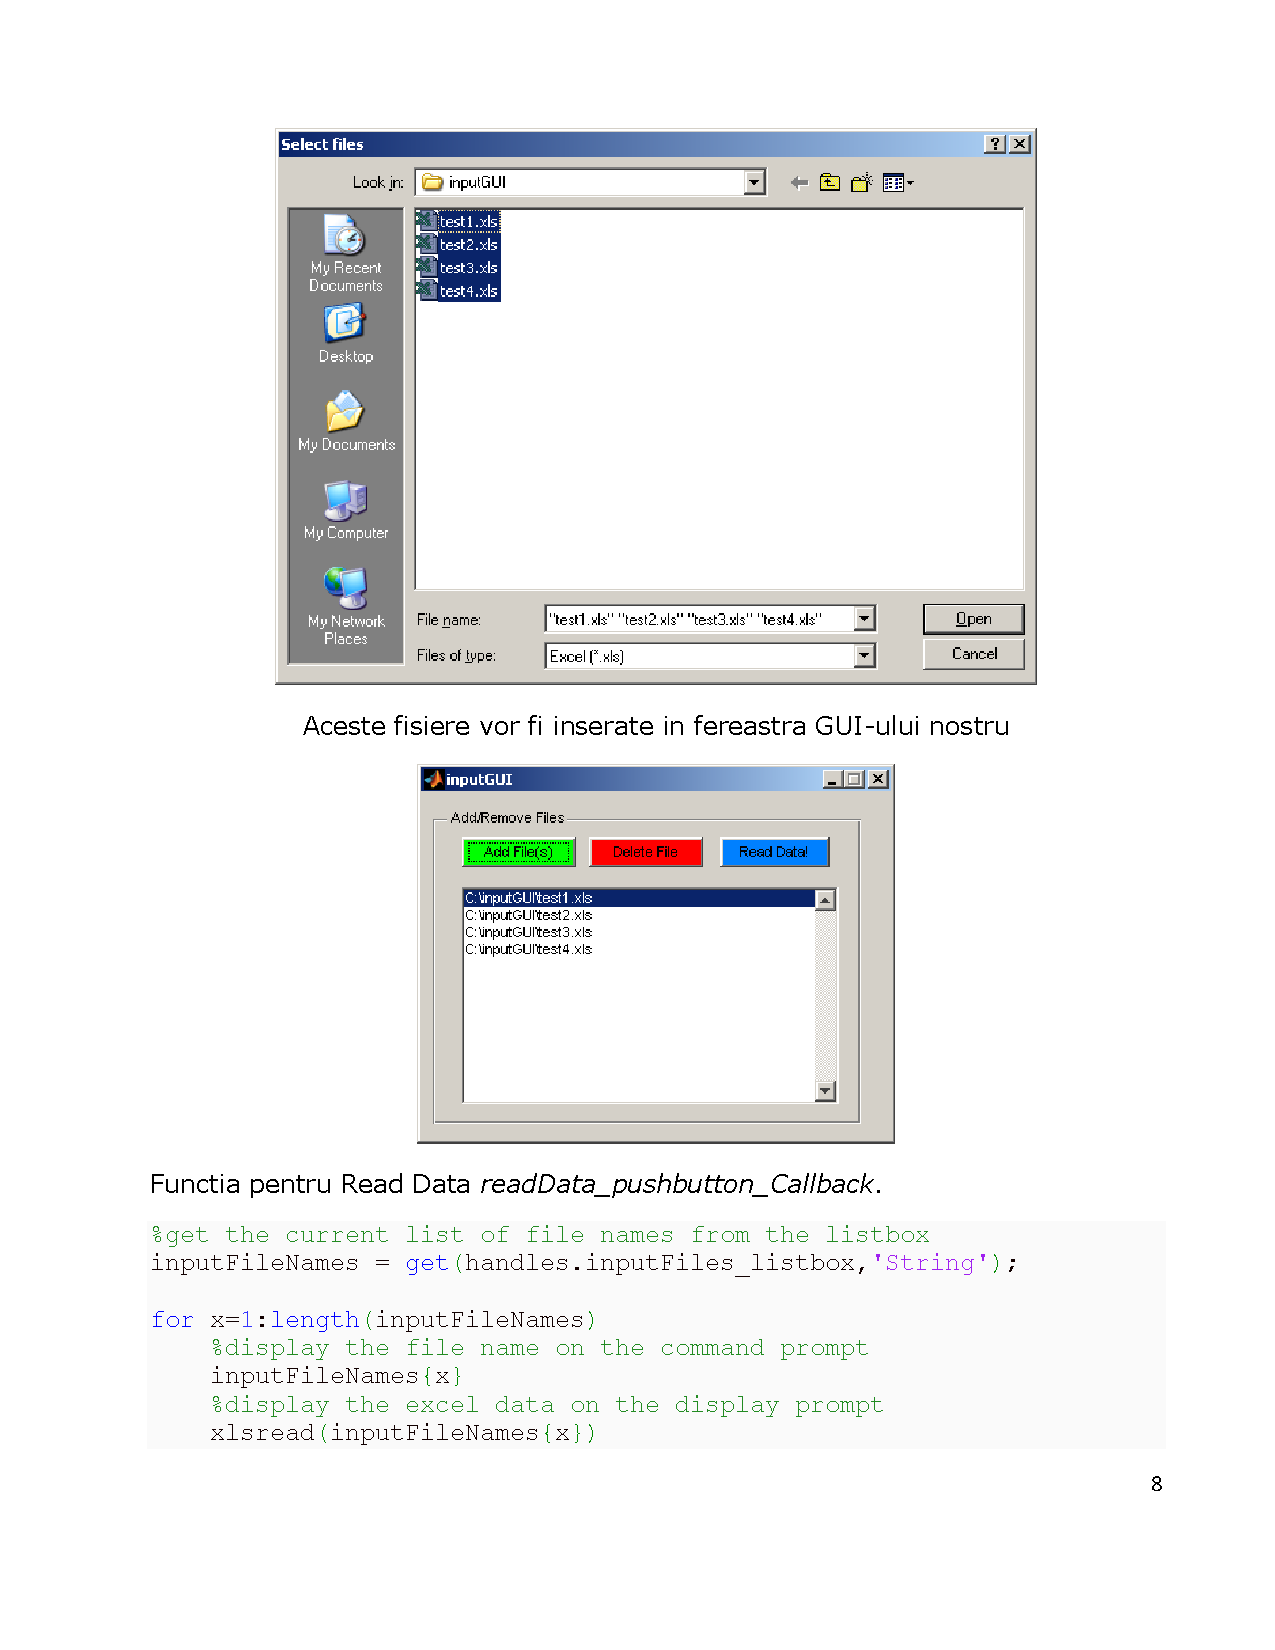 Select files
Look in: inputGUI
test1.xls
test2.xls
test3.xls
test4.xls
My Recent
Documents
Desktop
My Documents
My Computer
My Network
Places
File name: "test1.xls" "test2.xls" "test3.xls" "test4.xls" Open
Files of type: Excel (*.xls) Cancel
Aceste fisiere vor fi inserate in fereastra GUI-ului nostru
inputGUI
Add/Remove Files
Add File(s) Delete File Read Data!
C:\inputGUI\test1.xls
C:\inputGUI\test2.xls
C:\inputGUI\test3.xls
C:\inputGUI\test4.xls
Functia pentru Read Data readData_pushbutton_Callback.
%get the current list of file names from the listbox
inputFileNames = get(handles.inputFiles_listbox,'String');
for x=1:length(inputFileNames)
    %display the file name on the command prompt
    inputFileNames{x}
    %display the excel data on the display prompt
    xlsread(inputFileNames{x})
8